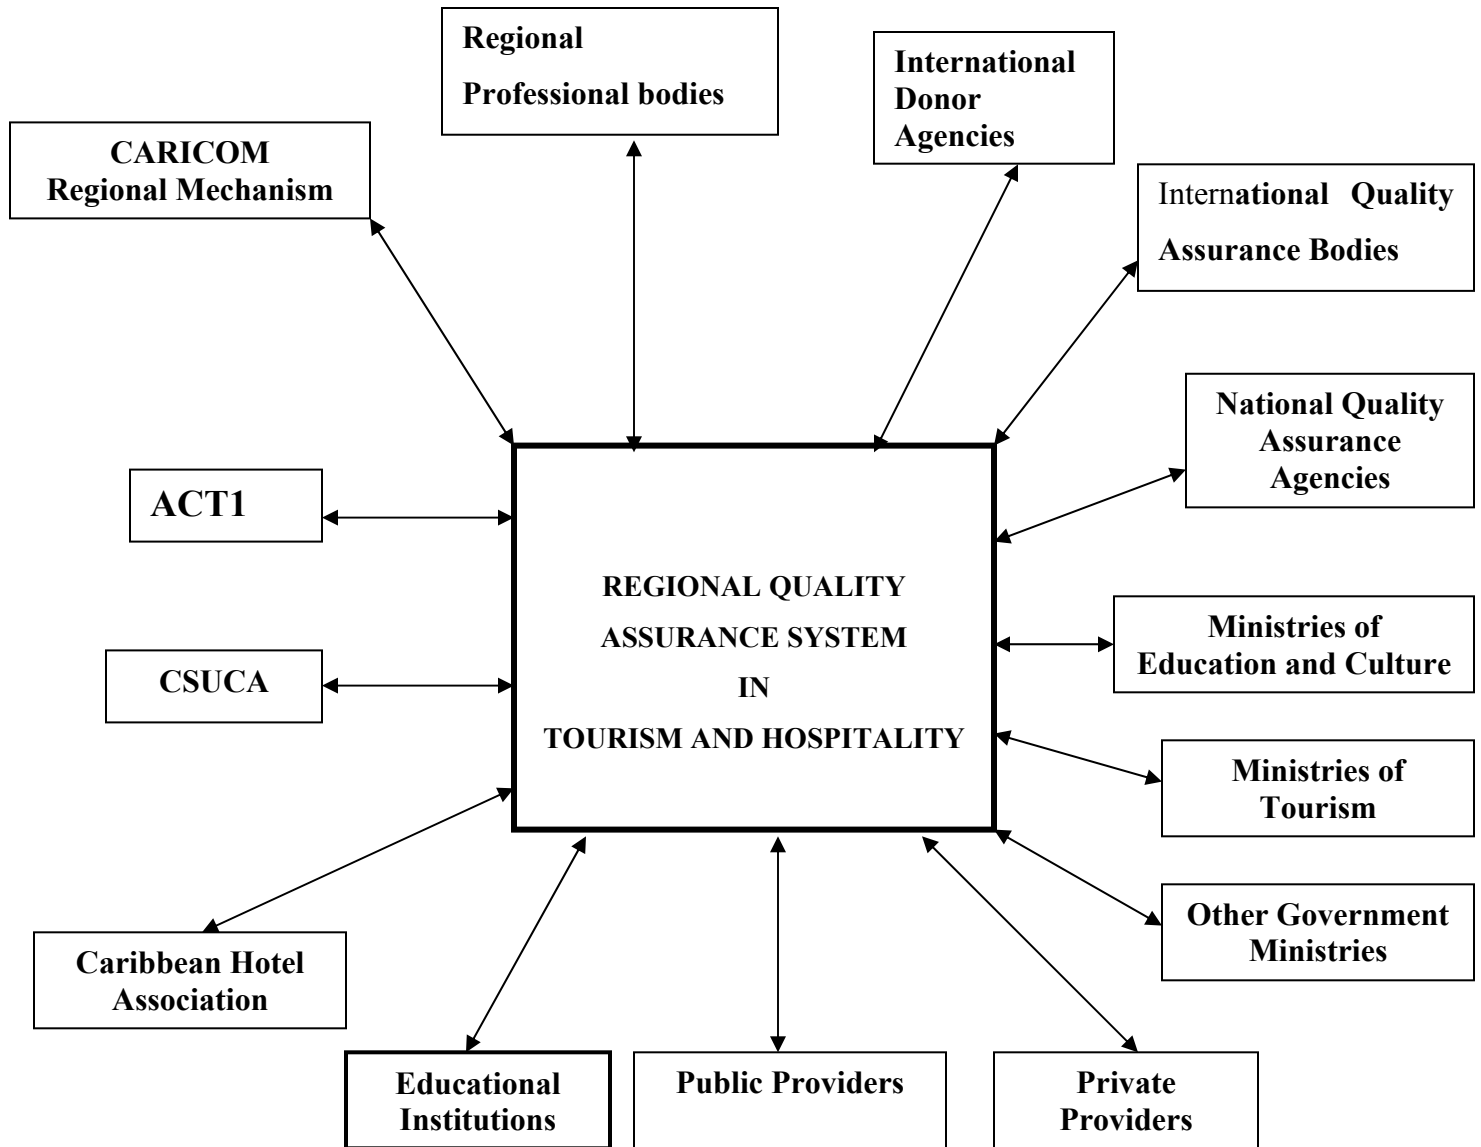 Regional
Professional bodies
International
Donor
Agencies
CARICOM
Regional Mechanism
International Quality
Assurance Bodies
National Quality
Assurance
Agencies
ACT1
REGIONAL QUALITY
ASSURANCE SYSTEM
IN
TOURISM AND HOSPITALITY
Ministries of
Education and Culture
CSUCA
Ministries of
Tourism
Other Government
Ministries
Caribbean Hotel
Association
Educational
Institutions
Public Providers
Private
Providers